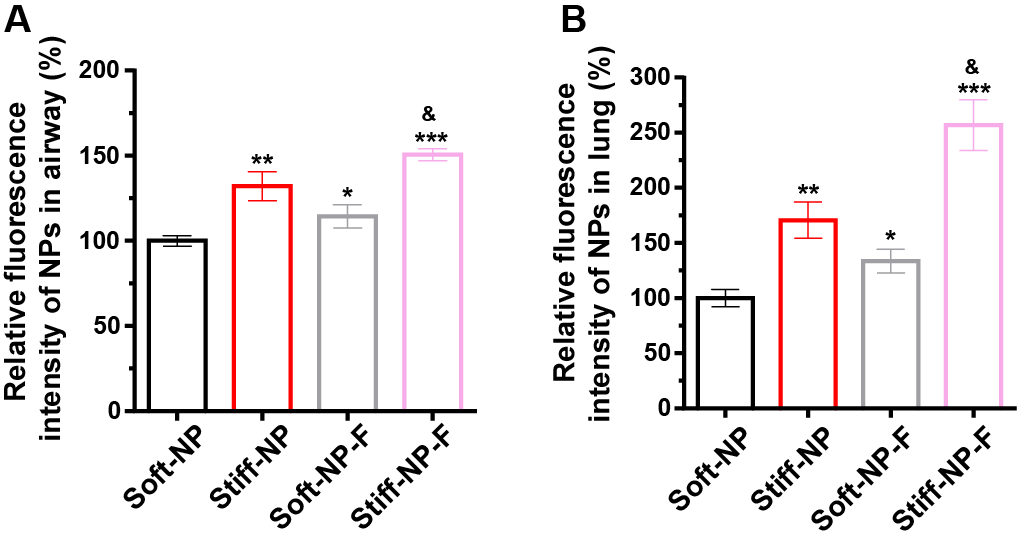 A
Relative fluorescence
intensity of NPs in airway (%)
200
150
100
50
0
**
*
&
***
Soft-NP
Stiff-NP
Soft-NP-F
Stiff-NP-F
B
Relative fluorescence
intensity of NPs in lung (%)
300
250
200
150
100
50
0
**
*
&
***
Soft-NP
Stiff-NP
Soft-NP-F
Stiff-NP-F